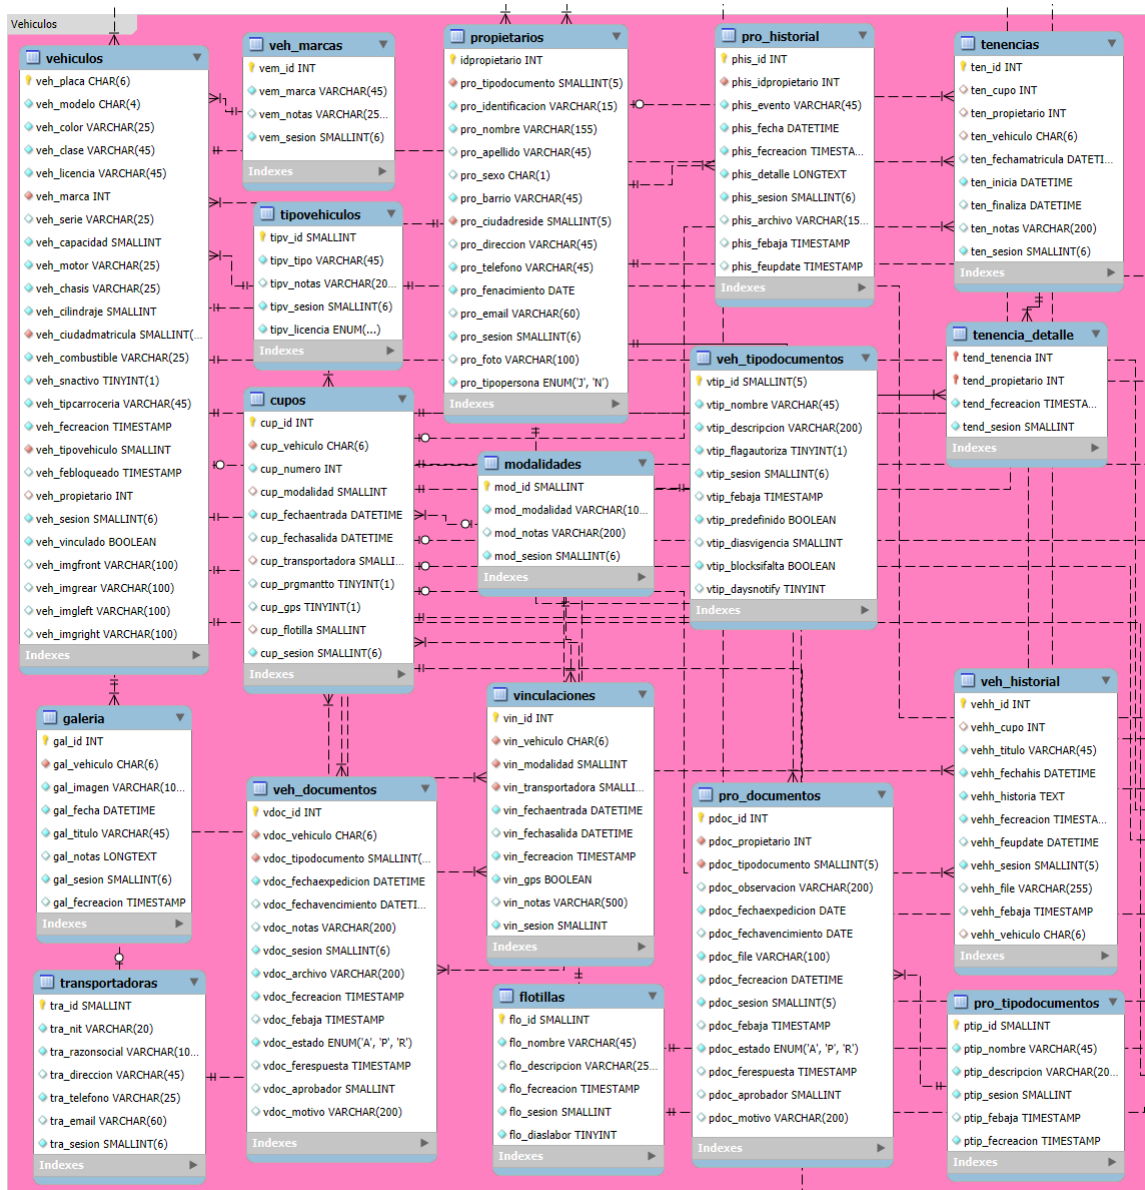 Vehiculos
vehiculos
veh_placa CHAR(6)
veh_modelo CHAR(4)
veh_color VARCHAR(25)
veh_clase VARCHAR(45)
veh_licencia VARCHAR(45)
veh_marca INT
veh_serie VARCHAR(25)
veh_capacidad SMALLINT
veh_motor VARCHAR(25)
veh_chasis VARCHAR(25)
veh_cilindraje SMALLINT
veh_ciudadmatricula SMALLINT(...
veh_combustible VARCHAR(25)
veh_snactivo TINYINT(1)
veh_tipcarroceria VARCHAR(45)
veh_fecreacion TIMESTAMP
veh_tipovehiculo SMALLINT
veh_febloqueado TIMESTAMP
veh_propietario INT
veh_sesion SMALLINT(6)
veh_vinculado BOOLEAN
veh_imgfront VARCHAR(100)
veh_imgrear VARCHAR(100)
veh_imgleft VARCHAR(100)
veh_imgright VARCHAR(100)
Indexes
veh_marcas
vem_id INT
vem_marca VARCHAR(45)
vem_notas VARCHAR(25...
vem_sesion SMALLINT(6)
Indexes
tipovehiculos
tipv_id SMALLINT
tipv_tipo VARCHAR(45)
tipv_notas VARCHAR(20...
tipv_sesion SMALLINT(6)
tipv_licencia ENUM(...)
Indexes
cupos
cup_id INT
cup_vehiculo CHAR(6)
cup_numero INT
cup_modalidad SMALLINT
cup_fechaentrada DATETIME
cup_fechasalida DATETIME
cup_transportadora SMALLI...
cup_prgmantto TINYINT(1)
cup_gps TINYINT(1)
cup_flotilla SMALLINT
cup_sesion SMALLINT(6)
Indexes
propietarios
idpropietario INT
pro_tipodocumento SMALLINT(5)
pro_identificacion VARCHAR(15)
pro_nombre VARCHAR(155)
pro_apellido VARCHAR(45)
pro_sexo CHAR(1)
pro_barrio VARCHAR(45)
pro_ciudadreside SMALLINT(5)
pro_direccion VARCHAR(45)
pro_telefono VARCHAR(45)
pro_fenacimiento DATE
pro_email VARCHAR(60)
pro_sesion SMALLINT(6)
pro_foto VARCHAR(100)
pro_tipopersona ENUM('J', 'N')
Indexes
pro_historial
phis_id INT
phis_idpropietario INT
phis_evento VARCHAR(45)
phis_fecha DATETIME
phis_fecreacion TIMESTA...
phis_detalle LONGTEXT
phis_sesion SMALLINT(6)
phis_archivo VARCHAR(15...
phis_febaja TIMESTAMP
phis_feupdate TIMESTAMP
Indexes
tenencias
ten_id INT
ten_cupo INT
ten_propietario INT
ten_vehiculo CHAR(6)
ten_fechamatricula DATETI...
ten_inicia DATETIME
ten_finaliza DATETIME
ten_notas VARCHAR(200)
ten_sesion SMALLINT(6)
Indexes
tenencia_detalle
tend_tenencia INT
tend_propietario INT
tend_fecreacion TIMESTA...
tend_sesion SMALLINT
Indexes
veh_tipodocumentos
vtip_id SMALLINT(5)
vtip_nombre VARCHAR(45)
vtip_descripcion VARCHAR(200)
vtip_flagautoriza TINYINT(1)
vtip_sesion SMALLINT(6)
vtip_febaja TIMESTAMP
vtip_predefinido BOOLEAN
vtip_diasvigencia SMALLINT
vtip_blocksifalta BOOLEAN
vtip_daysnotify TINYINT
Indexes
modalidades
mod_id SMALLINT
mod_modalidad VARCHAR(10...
mod_notas VARCHAR(200)
mod_sesion SMALLINT(6)
Indexes
galeria
gal_id INT
gal_vehiculo CHAR(6)
gal_imagen VARCHAR(10...
gal_fecha DATETIME
gal_titulo VARCHAR(45)
gal_notas LONGTEXT
gal_sesion SMALLINT(6)
gal_fecreacion TIMESTAMP
Indexes
transportadoras
tra_id SMALLINT
tra_nit VARCHAR(20)
tra_razonsocial VARCHAR(10...
tra_direccion VARCHAR(45)
tra_telefono VARCHAR(25)
tra_email VARCHAR(60)
tra_sesion SMALLINT(6)
Indexes
veh_documentos
vdoc_id INT
vdoc_vehiculo CHAR(6)
vdoc_tipodocumento SMALLINT(...
vdoc_fechaexpedicion DATETIME
vdoc_fechavencimiento DATETI...
vdoc_notas VARCHAR(200)
vdoc_sesion SMALLINT(6)
vdoc_archivo VARCHAR(200)
vdoc_fecreacion TIMESTAMP
vdoc_febaja TIMESTAMP
vdoc_estado ENUM('A', 'P', 'R')
vdoc_ferespuesta TIMESTAMP
vdoc_aprobador SMALLINT
vdoc_motivo VARCHAR(200)
Indexes
vinculaciones
vin_id INT
vin_vehiculo CHAR(6)
vin_modalidad SMALLINT
vin_transportadora SMALLI...
vin_fechaentrada DATETIME
vin_fechasalida DATETIME
vin_fecreacion TIMESTAMP
vin_gps BOOLEAN
vin_notas VARCHAR(500)
vin_sesion SMALLINT
Indexes
flotillas
flo_id SMALLINT
flo_nombre VARCHAR(45)
flo_descripcion VARCHAR(25...
flo_fecreacion TIMESTAMP
flo_sesion SMALLINT
flo_diaslabor TINYINT
Indexes
pro_documentos
pdoc_id INT
pdoc_propietario INT
pdoc_tipodocumento SMALLINT(5)
pdoc_observacion VARCHAR(200)
pdoc_fechaexpedicion DATE
pdoc_fechavencimiento DATE
pdoc_file VARCHAR(100)
pdoc_fecreacion DATETIME
pdoc_sesion SMALLINT(5)
pdoc_febaja TIMESTAMP
pdoc_estado ENUM('A', 'P', 'R')
pdoc_ferespuesta TIMESTAMP
pdoc_aprobador SMALLINT
pdoc_motivo VARCHAR(200)
Indexes
veh_historial
vehh_id INT
vehh_cupo INT
vehh_titulo VARCHAR(45)
vehh_fechahis DATETIME
vehh_historia TEXT
vehh_fecreacion TIMESTA...
vehh_feupdate DATETIME
vehh_sesion SMALLINT(5)
vehh_file VARCHAR(255)
vehh_febaja TIMESTAMP
vehh_vehiculo CHAR(6)
Indexes
pro_tipodocumentos
ptip_id SMALLINT
ptip_nombre VARCHAR(45)
ptip_descripcion VARCHAR(20...
ptip_sesion SMALLINT
ptip_febaja TIMESTAMP
ptip_fecreacion TIMESTAMP
Indexes